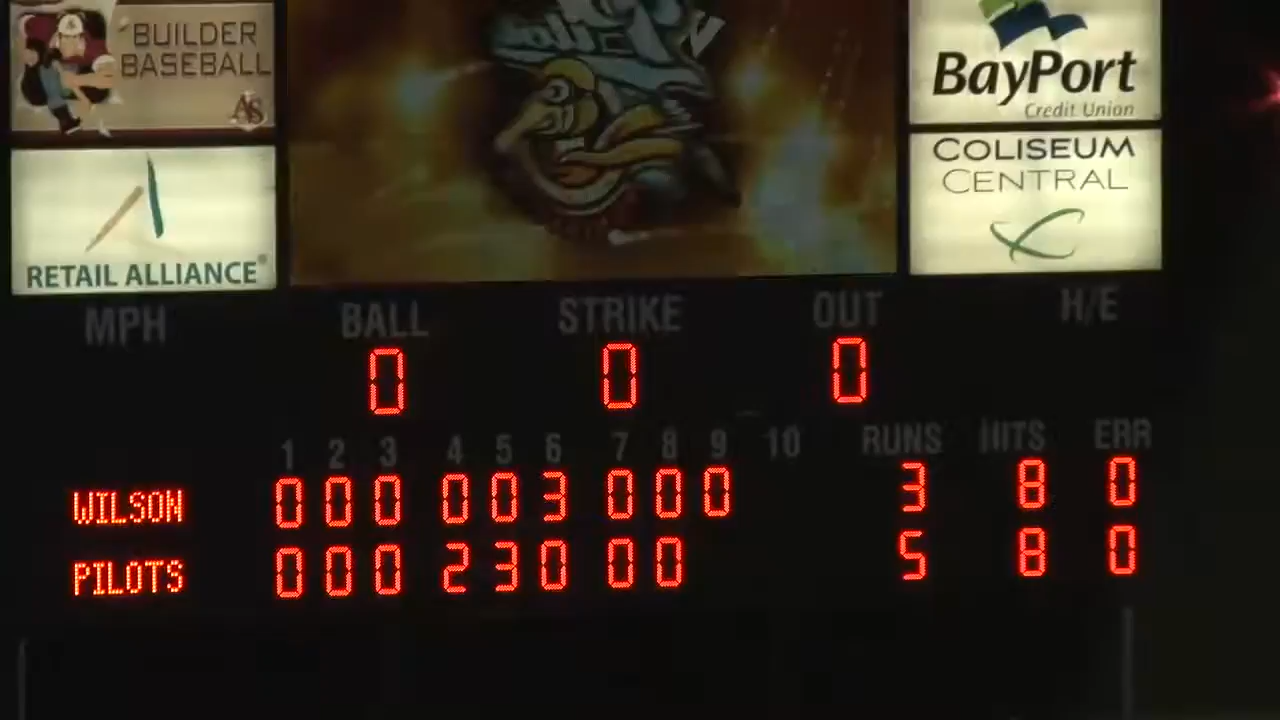 BUILDER
BASEBALL
AS
RETAIL ALLIANCE®
BayPort
Credit Union
COLISEUM
CENTRAL
MPH BALL STRIKE OUT H/E
0 0 0
1 2 3 4 5 6 7 8 9 10 RUNS HITS ERR
WILSON 0 0 0 0 0 3 0 0 0 3 8 0
PILOTS 0 0 0 2 3 0 0 0 5 8 0